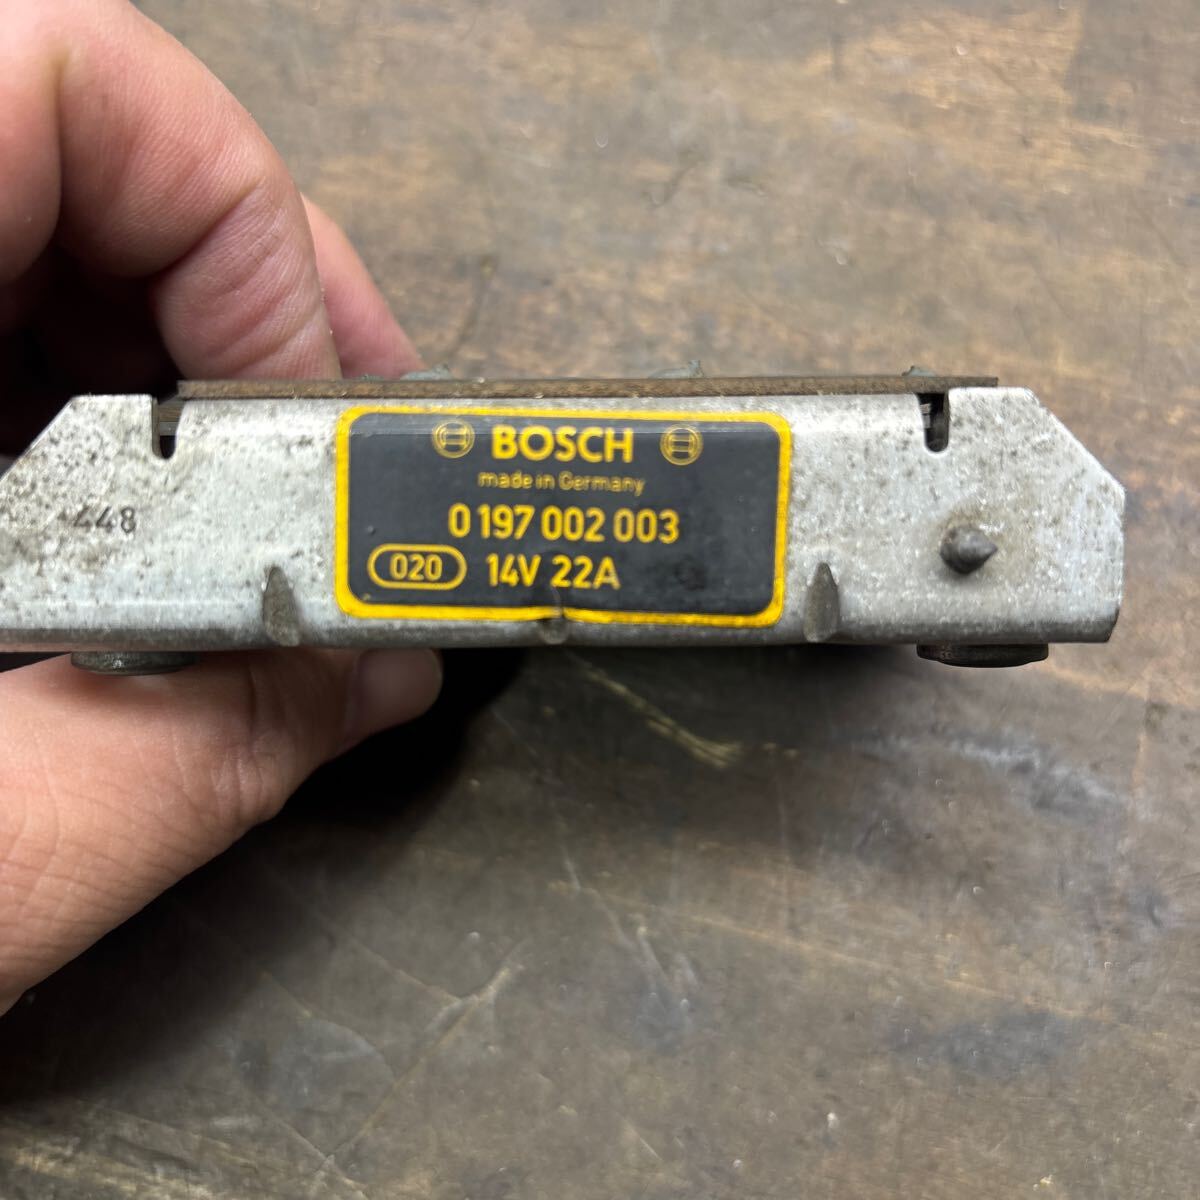 BOSCH
made in Germany
0 197 002 003
020 14V 22A
448